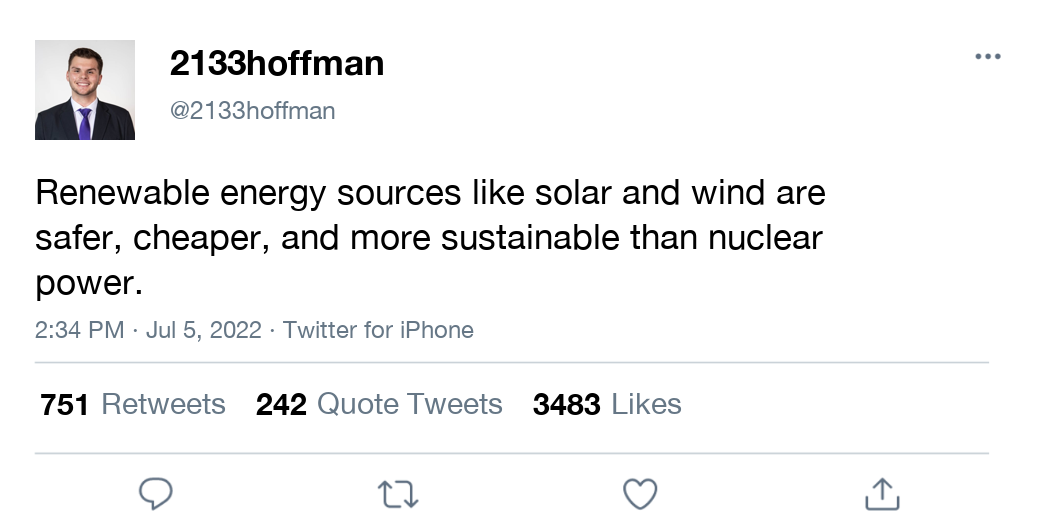 2133hoffman
@2133hoffman
Renewable energy sources like solar and wind are
safer, cheaper, and more sustainable than nuclear
power.
2:34 PM · Jul 5, 2022 · Twitter for iPhone
751 Retweets 242 Quote Tweets 3483 Likes